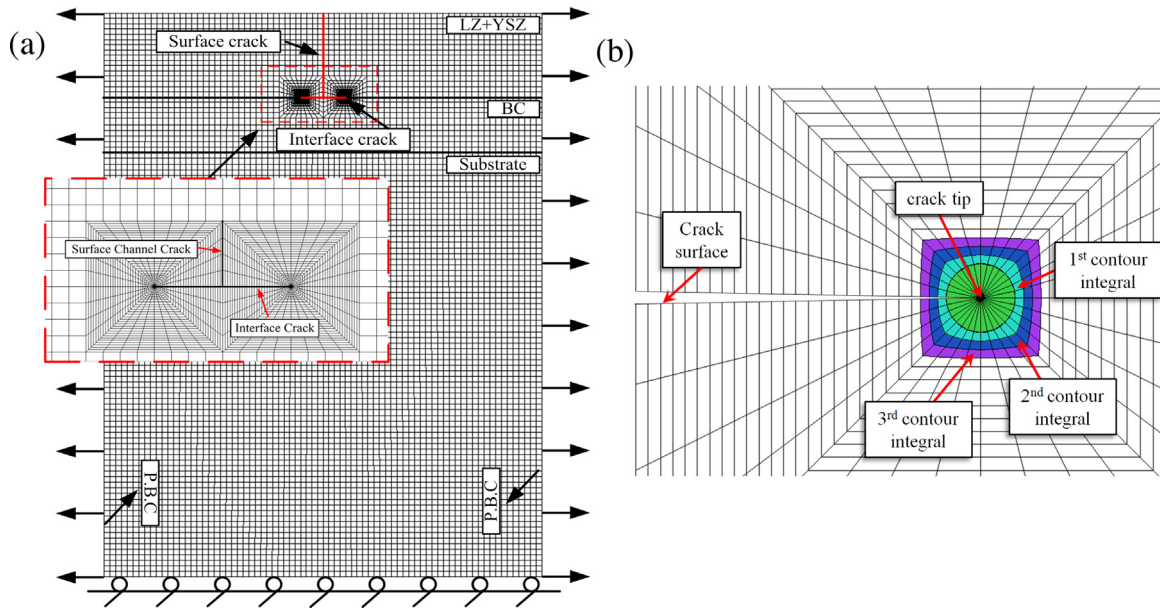 (a)
LZ+YSZ
Surface crack
BC
Interface crack
Substrate
Surface Channel Crack
Interface Crack
P.B.C
P.B.C
(b)
crack tip
Crack
surface
1st contour
integral
2nd contour
integral
3rd contour
integral